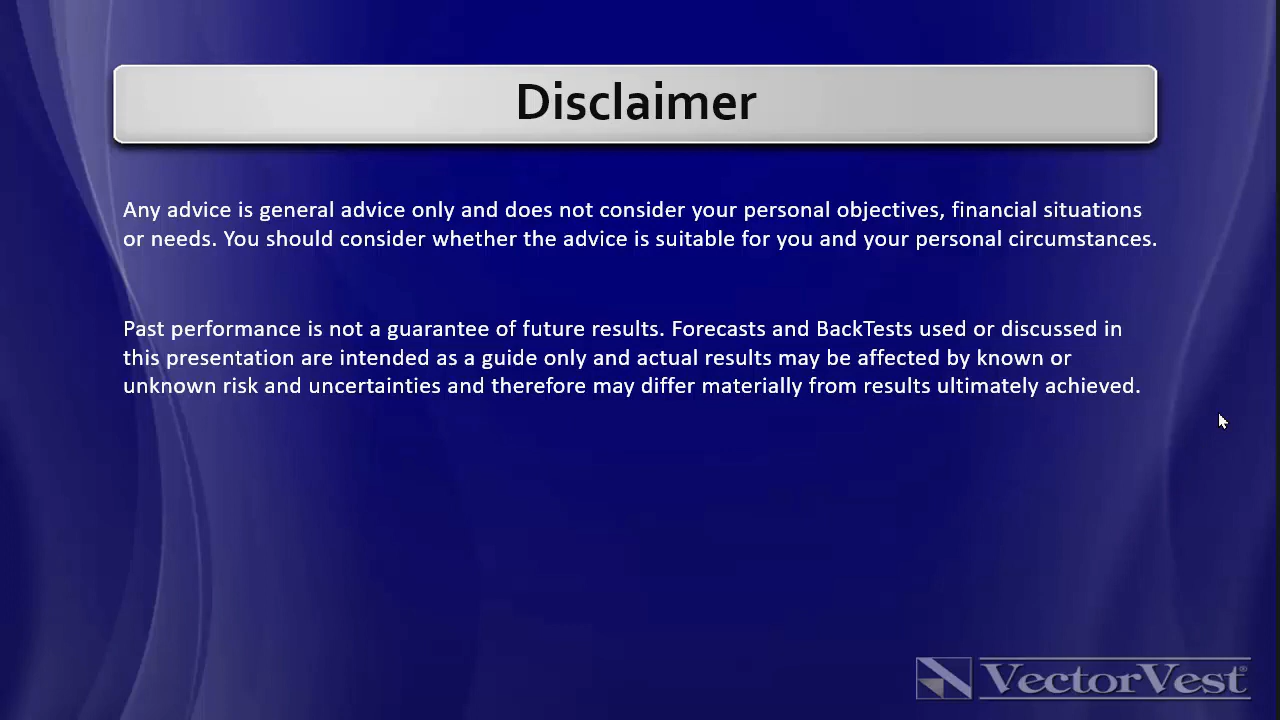 Disclaimer
Any advice is general advice only and does not consider your personal objectives, financial situations
or needs. You should consider whether the advice is suitable for you and your personal circumstances.
Past performance is not a guarantee of future results. Forecasts and BackTests used or discussed in
this presentation are intended as a guide only and actual results may be affected by known or
unknown risk and uncertainties and therefore may differ materially from results ultimately achieved.
VectorVest®